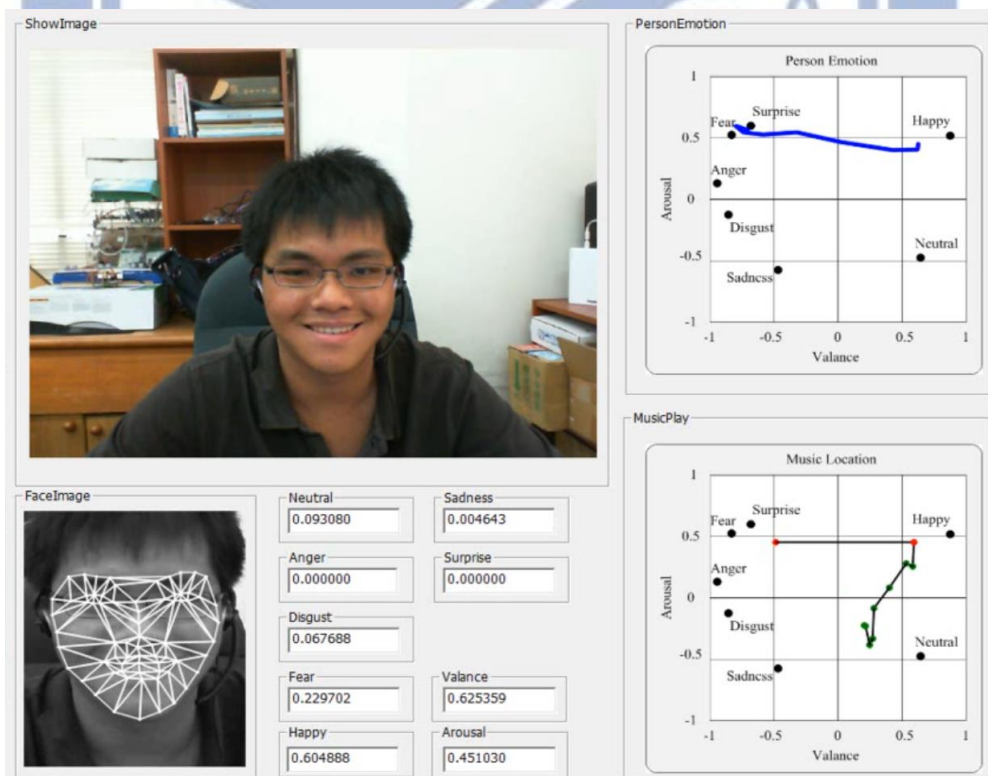 ShowImage
PersonEmotion
Person Emotion
1
Surprise
Fear
Happy
0.5
Anger
0
Disgust
Neutral
-0.5
Sadness
-1
-1 -0.5 0 0.5 1
Arousal
Valance
MusicPlay
Music Location
1
Surprise
Fear
Happy
0.5
Anger
0
Disgust
Neutral
-0.5
Sadness
-1
-1 -0.5 0 0.5 1
Arousal
Valance
FaceImage
Neutral
0.093080
Sadness
0.004643
Anger
0.000000
Surprise
0.000000
Disgust
0.067688
Fear
0.229702
Valance
0.625359
Happy
0.604888
Arousal
0.451030